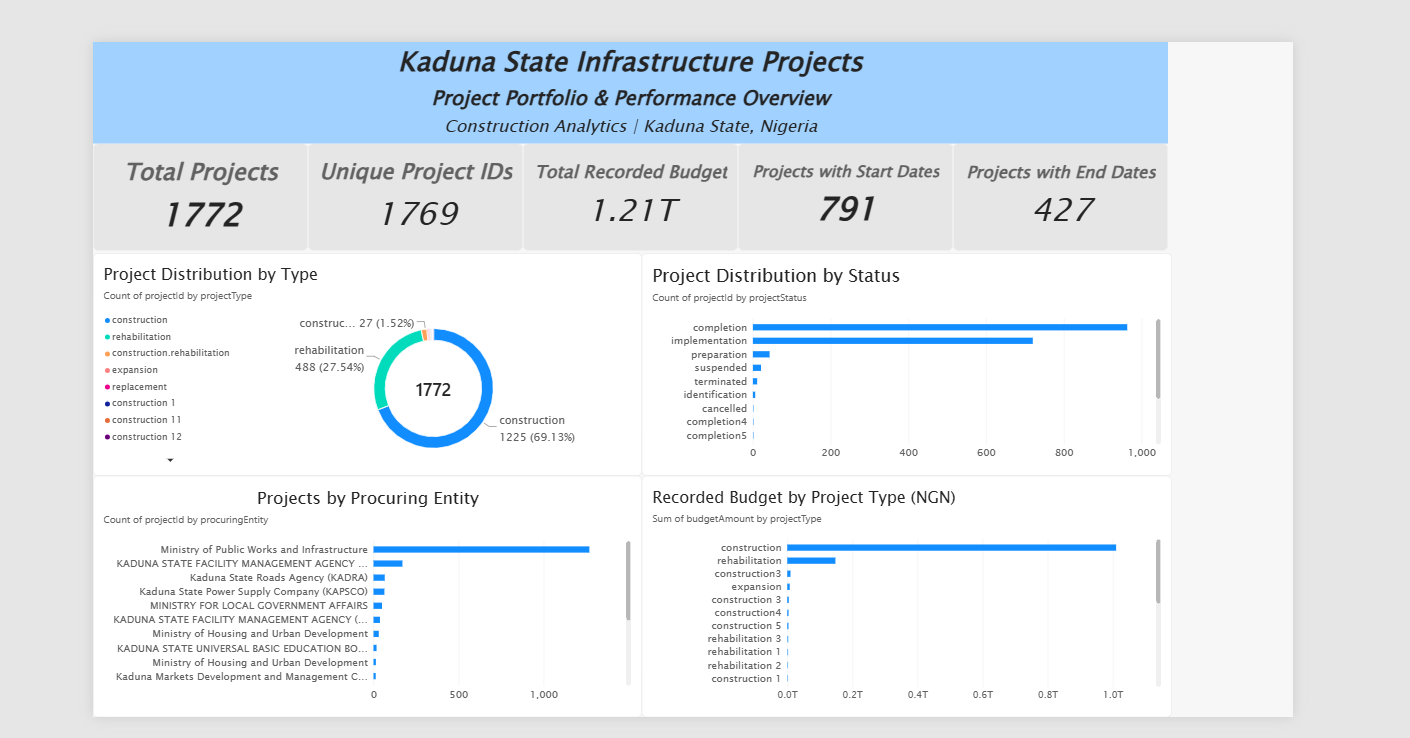 Kaduna State Infrastructure Projects
Project Portfolio & Performance Overview
Construction Analytics | Kaduna State, Nigeria
Total Projects
1772
Unique Project IDs
1769
Total Recorded Budget
1.21T
Projects with Start Dates
791
Projects with End Dates
427
Project Distribution by Type
Count of projectId by projectType
construction
rehabilitation
construction.rehabilitation
expansion
replacement
construction 1
construction 11
construction 12
construc... 27 (1.52%)
rehabilitation
488 (27.54%)
1772
construction
1225 (69.13%)
Project Distribution by Status
Count of projectId by projectStatus
completion
implementation
preparation
suspended
terminated
identification
cancelled
completion4
completion5
0 200 400 600 800 1,000
Projects by Procuring Entity
Count of projectId by procuringEntity
Ministry of Public Works and Infrastructure
KADUNA STATE FACILITY MANAGEMENT AGENCY ...
Kaduna State Roads Agency (KADRA)
Kaduna State Power Supply Company (KAPSCO)
MINISTRY FOR LOCAL GOVERNMENT AFFAIRS
KADUNA STATE FACILITY MANAGEMENT AGENCY (...
Ministry of Housing and Urban Development
KADUNA STATE UNIVERSAL BASIC EDUCATION BO...
Ministry of Housing and Urban Development
Kaduna Markets Development and Management C...
0 500 1,000
Recorded Budget by Project Type (NGN)
Sum of budgetAmount by projectType
construction
rehabilitation
construction3
expansion
construction 3
construction4
construction 5
rehabilitation 3
rehabilitation 1
rehabilitation 2
construction 1
0.0T 0.2T 0.4T 0.6T 0.8T 1.0T